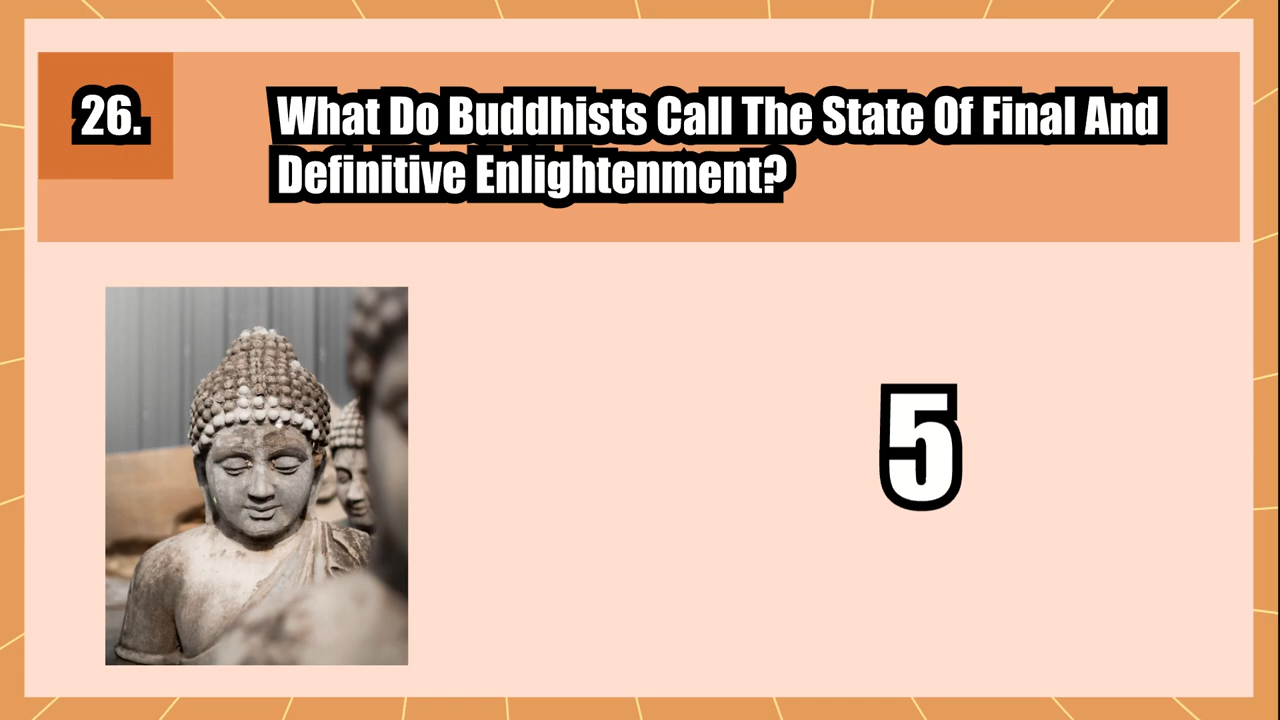 26.
What Do Buddhists Call The State Of Final And
Definitive Enlightenment?
5